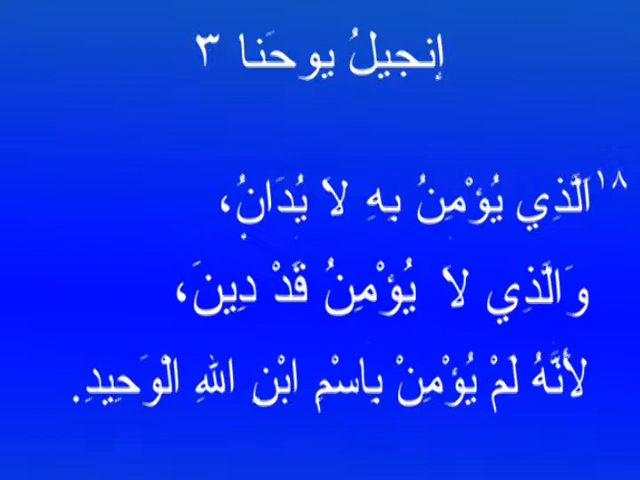 إنجيلُ يوحَنا ٣
١٨ اَلَّذِي يُؤْمِنُ بِهِ لاَ يُدَانُ،
وَالَّذِي لاَ يُؤْمِنُ قَدْ دِينَ،
لأَنَّهُ لَمْ يُؤْمِنْ بِاسْمِ ابْنِ اللهِ الْوَحِيدِ.